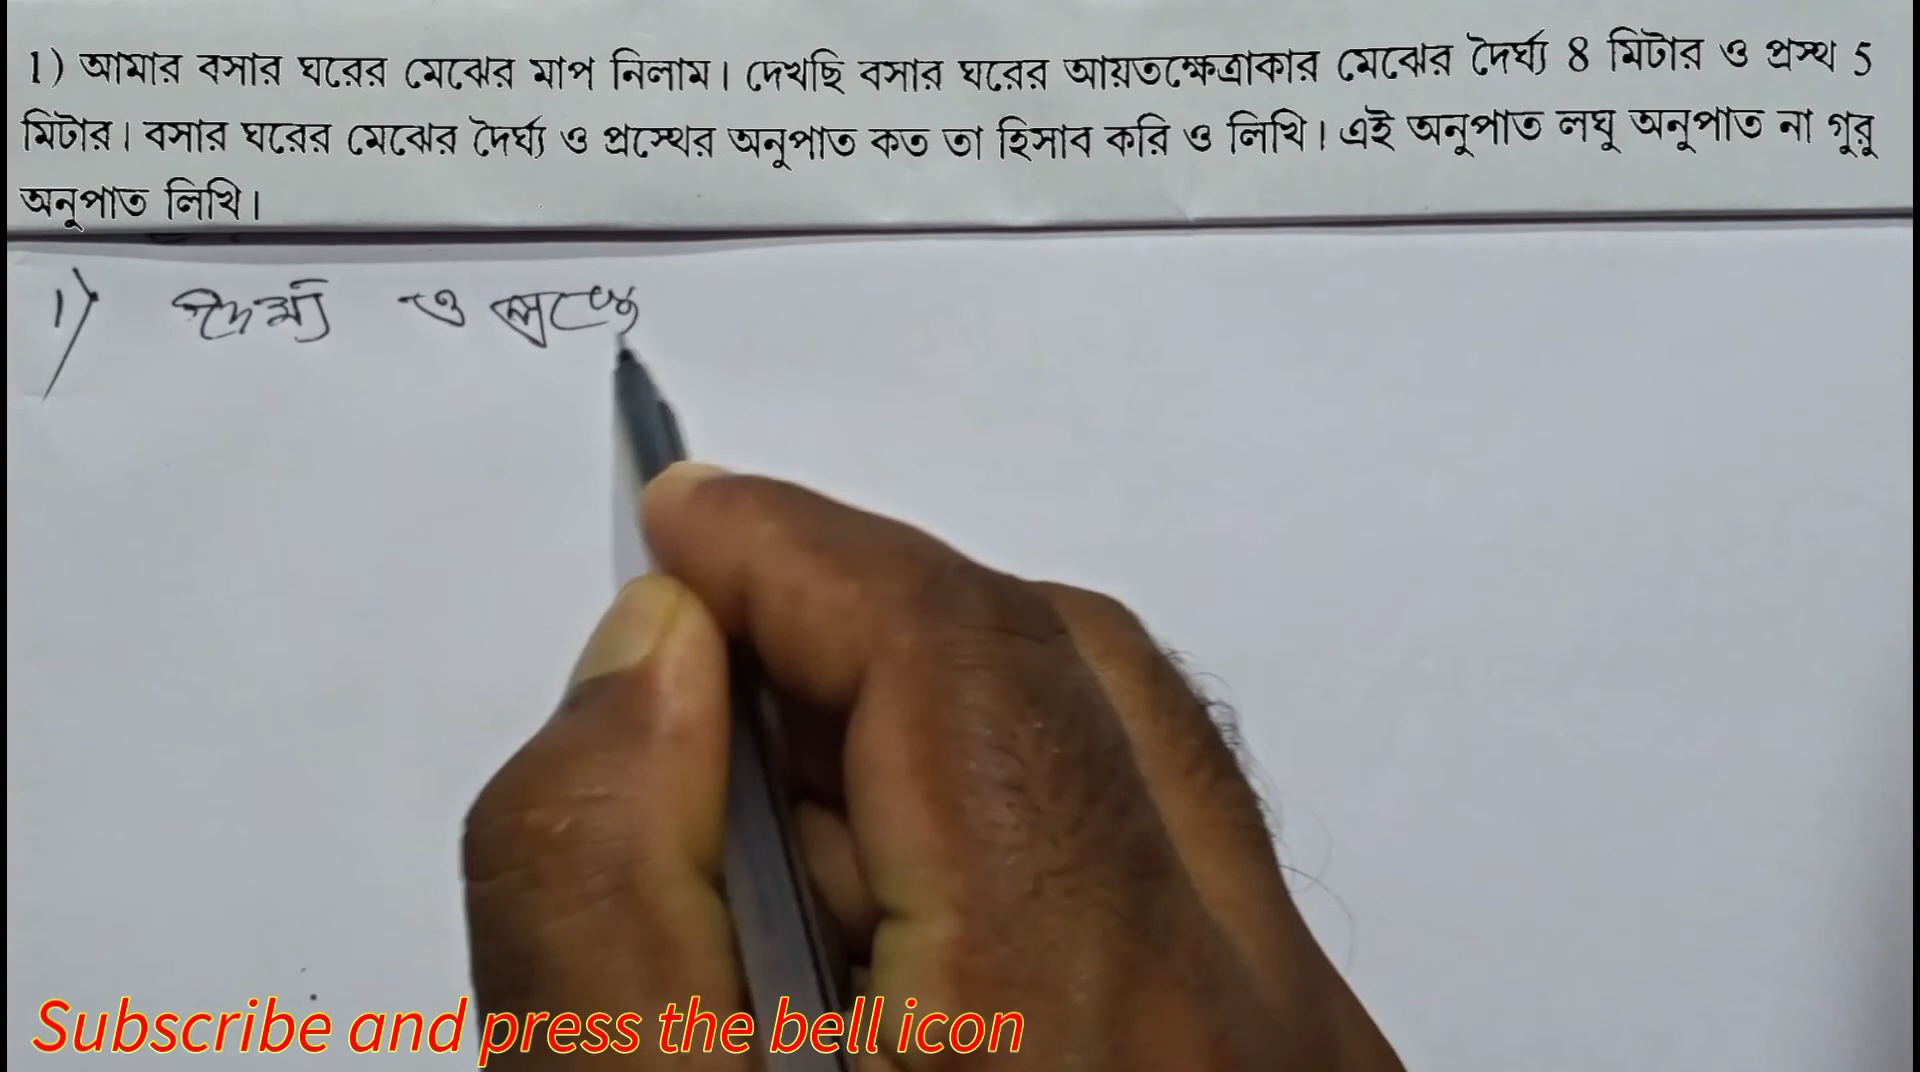 1) আমার বসার ঘরের মেঝের মাপ নিলাম। দেখছি বসার ঘরের আয়তক্ষেত্রাকার মেঝের দৈর্ঘ্য 8 মিটার ও প্রস্থ 5
মিটার। বসার ঘরের মেঝের দৈর্ঘ্য ও প্রস্থের অনুপাত কত তা হিসাব করি ও লিখি। এই অনুপাত লঘু অনুপাত না গুরু
অনুপাত লিখি।
1) দৈর্ঘ্য ও প্রস্থে
Subscribe and press the bell icon